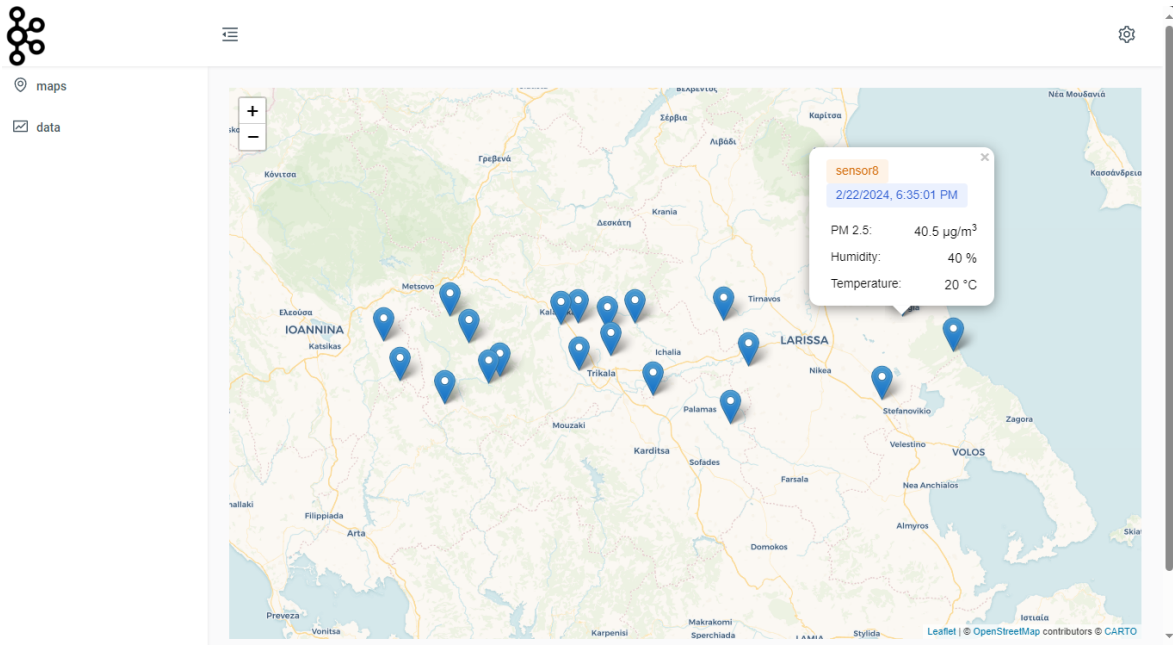 maps
data
+
−
Νέα Μουδανιά
Σέρβια
Καρίτσα
Λιβάδι
Γρεβενά
Κόνιτσα
Κασσάνδρεια
sensor8
×
2/22/2024, 6:35:01 PM
PM 2.5: 40.5 µg/m³
Humidity: 40 %
Temperature: 20 °C
Krania
Δεσκάτη
Metsovo
Tirnavos
Ελεούσα
IOANNINA
Katsikas
LARISSA
Ichalia
Trikala
Nikea
Palamas
Stefanovikio
Zagora
Mouzaki
Velestino
VOLOS
Karditsa
Sofades
Farsala
Nea Anchialos
Filippiada
Almyros
Arta
Domokos
Preveza
Vonitsa
Karpenisi
Makrakomi
Sperchiada
LAMIA
Stylida
Ιστιαία
Leaflet | © OpenStreetMap contributors © CARTO